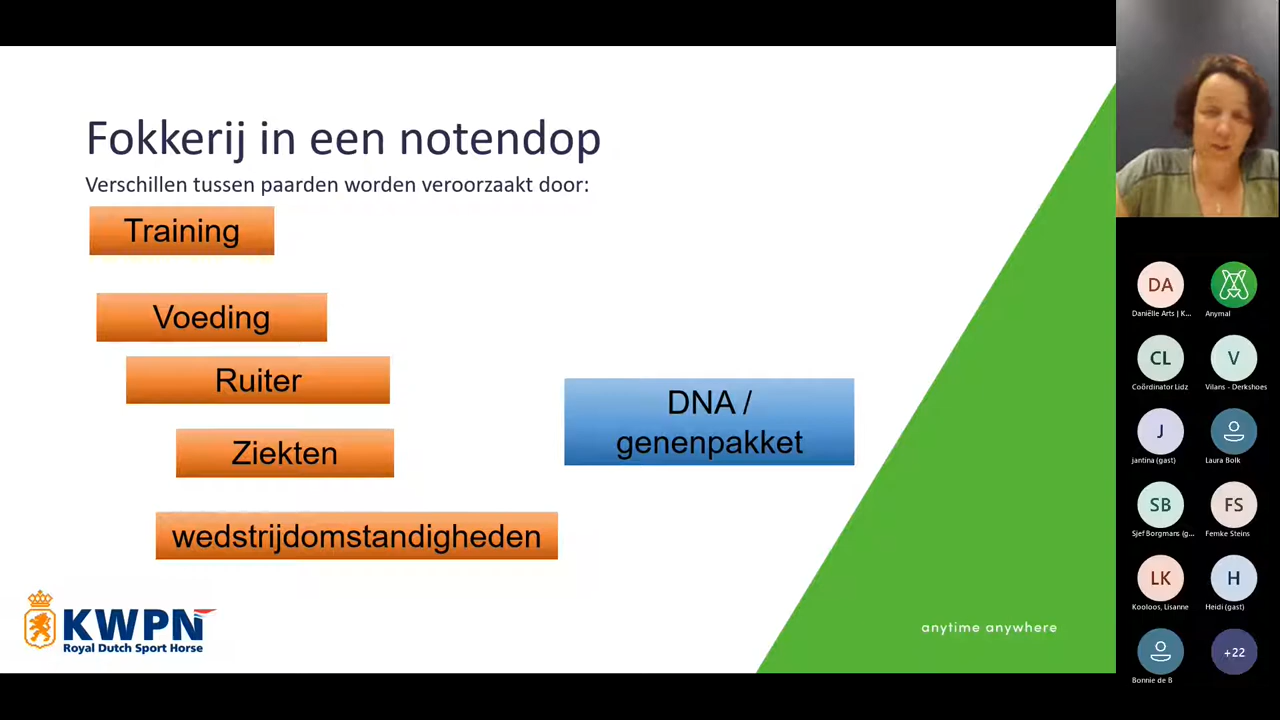 Fokkerij in een notendop
Verschillen tussen paarden worden veroorzaakt door:
Training
Voeding
Ruiter
Ziekten
wedstrijdomstandigheden
DNA /
genenpakket
KWPN
Royal Dutch Sport Horse
anytime anywhere
DA
Daniëlle Arts | K...
Anymal
CL
Coördinator Lidz
V
Vilans - Derkshoes
J
jantina (gast)
Laura Bolk
SB
Sjef Borgmans (g...
FS
Femke Steins
LK
Kooloos, Lisanne
H
Heidi (gast)
Bonnie de B
+22